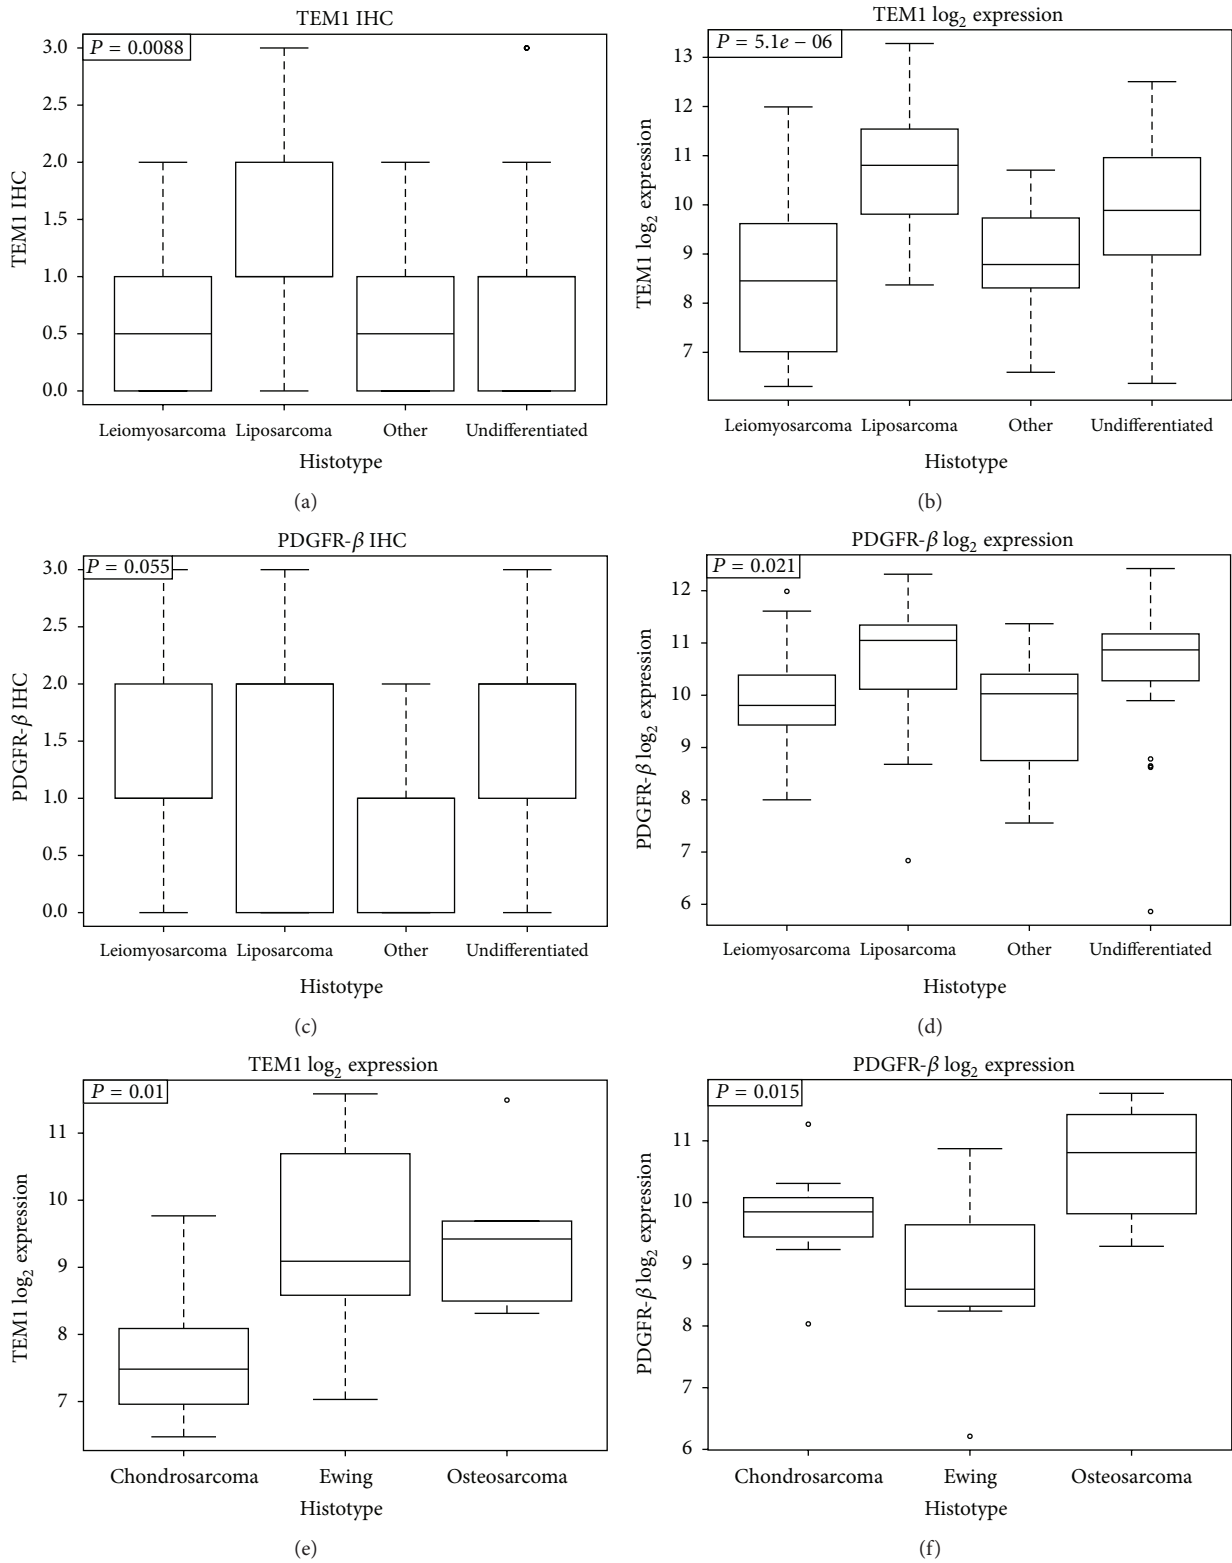 TEM1 IHC
P = 0.0088
3.0
2.5
2.0
1.5
1.0
0.5
0.0
TEM1 IHC
Leiomyosarcoma Liposarcoma Other Undifferentiated
Histotype
(a)
TEM1 log₂ expression
P = 5.1e − 06
13
12
11
10
9
8
7
TEM1 log₂ expression
Leiomyosarcoma Liposarcoma Other Undifferentiated
Histotype
(b)
PDGFR-β IHC
P = 0.055
3.0
2.5
2.0
1.5
1.0
0.5
0.0
PDGFR-β IHC
Leiomyosarcoma Liposarcoma Other Undifferentiated
Histotype
(c)
PDGFR-β log₂ expression
P = 0.021
12
11
10
9
8
7
6
PDGFR-β log₂ expression
Leiomyosarcoma Liposarcoma Other Undifferentiated
Histotype
(d)
TEM1 log₂ expression
P = 0.01
11
10
9
8
7
TEM1 log₂ expression
Chondrosarcoma Ewing Osteosarcoma
Histotype
(e)
PDGFR-β log₂ expression
P = 0.015
11
10
9
8
7
6
PDGFR-β log₂ expression
Chondrosarcoma Ewing Osteosarcoma
Histotype
(f)